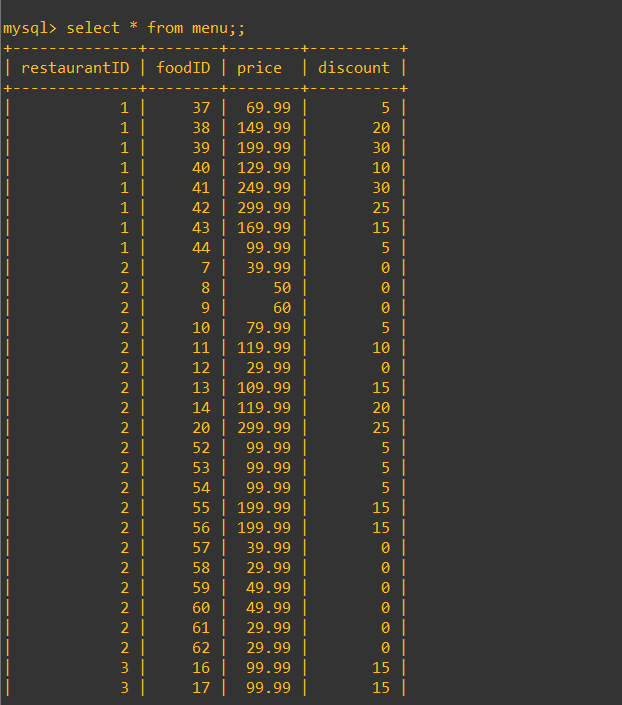 mysql> select * from menu;;
+--------------+--------+--------+----------+
| restaurantID | foodID | price  | discount |
+--------------+--------+--------+----------+
|            1 |     37 |  69.99 |        5 |
|            1 |     38 | 149.99 |       20 |
|            1 |     39 | 199.99 |       30 |
|            1 |     40 | 129.99 |       10 |
|            1 |     41 | 249.99 |       30 |
|            1 |     42 | 299.99 |       25 |
|            1 |     43 | 169.99 |       15 |
|            1 |     44 |  99.99 |        5 |
|            2 |      7 |  39.99 |        0 |
|            2 |      8 |     50 |        0 |
|            2 |      9 |     60 |        0 |
|            2 |     10 |  79.99 |        5 |
|            2 |     11 | 119.99 |       10 |
|            2 |     12 |  29.99 |        0 |
|            2 |     13 | 109.99 |       15 |
|            2 |     14 | 119.99 |       20 |
|            2 |     20 | 299.99 |       25 |
|            2 |     52 |  99.99 |        5 |
|            2 |     53 |  99.99 |        5 |
|            2 |     54 |  99.99 |        5 |
|            2 |     55 | 199.99 |       15 |
|            2 |     56 | 199.99 |       15 |
|            2 |     57 |  39.99 |        0 |
|            2 |     58 |  29.99 |        0 |
|            2 |     59 |  49.99 |        0 |
|            2 |     60 |  49.99 |        0 |
|            2 |     61 |  29.99 |        0 |
|            2 |     62 |  29.99 |        0 |
|            3 |     16 |  99.99 |       15 |
|            3 |     17 |  99.99 |       15 |